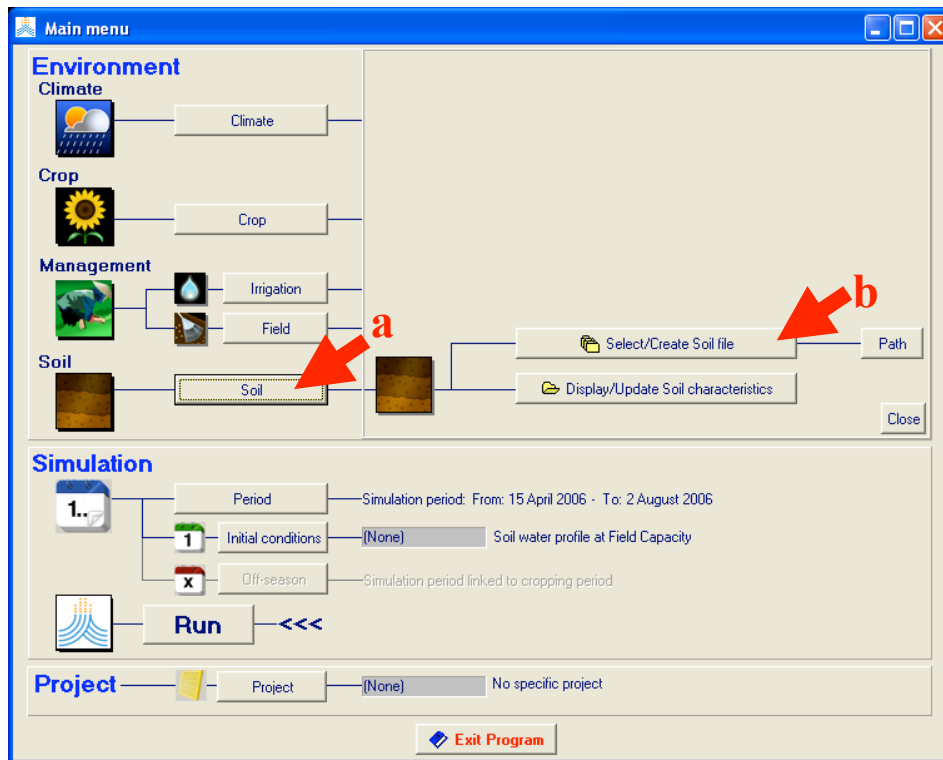 Main menu
Environment
Climate
Climate
Crop
Crop
Management
Irrigation
Field
a
b
Select/Create Soil file
Path
Soil
Soil
Display/Update Soil characteristics
Close
Simulation
1..
Period
Simulation period: From: 15 April 2006 - To: 2 August 2006
1
Initial conditions
(None)
Soil water profile at Field Capacity
X
Off-season
Simulation period linked to cropping period
Run
<<<
Project
Project
(None)
No specific project
Exit Program